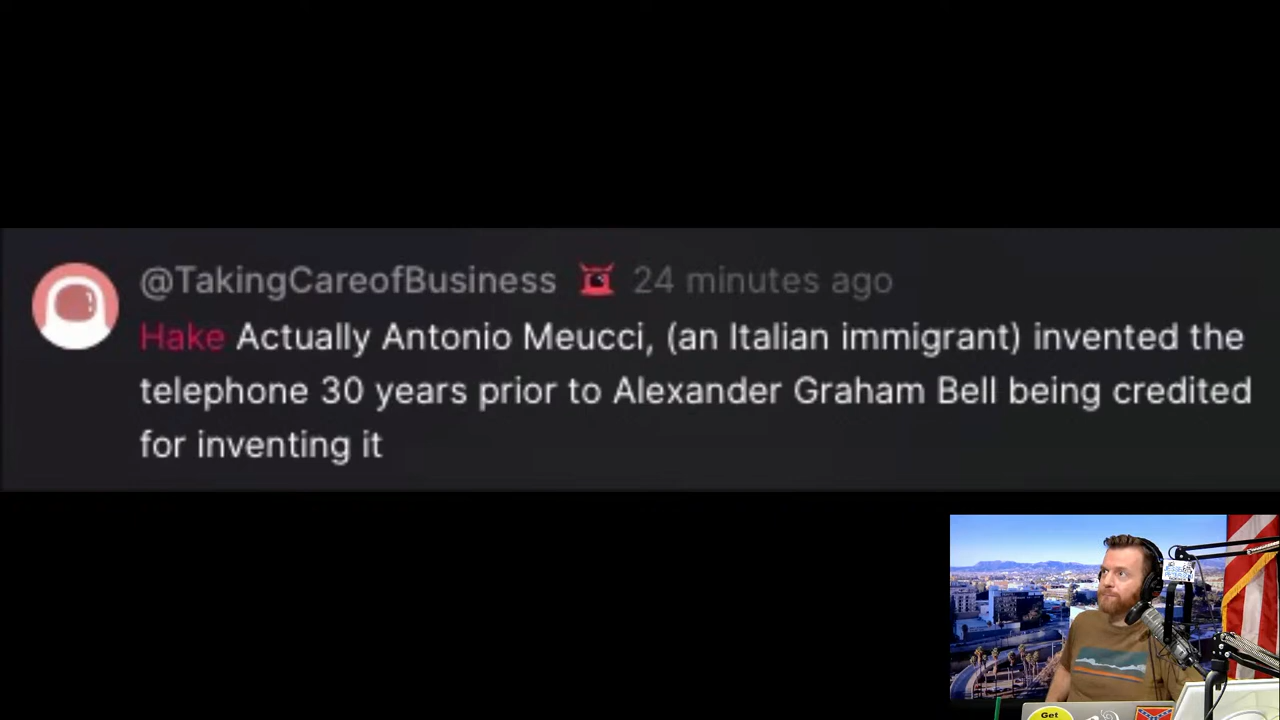 @TakingCareofBusiness 24 minutes ago
Hake Actually Antonio Meucci, (an Italian immigrant) invented the
telephone 30 years prior to Alexander Graham Bell being credited
for inventing it
Get